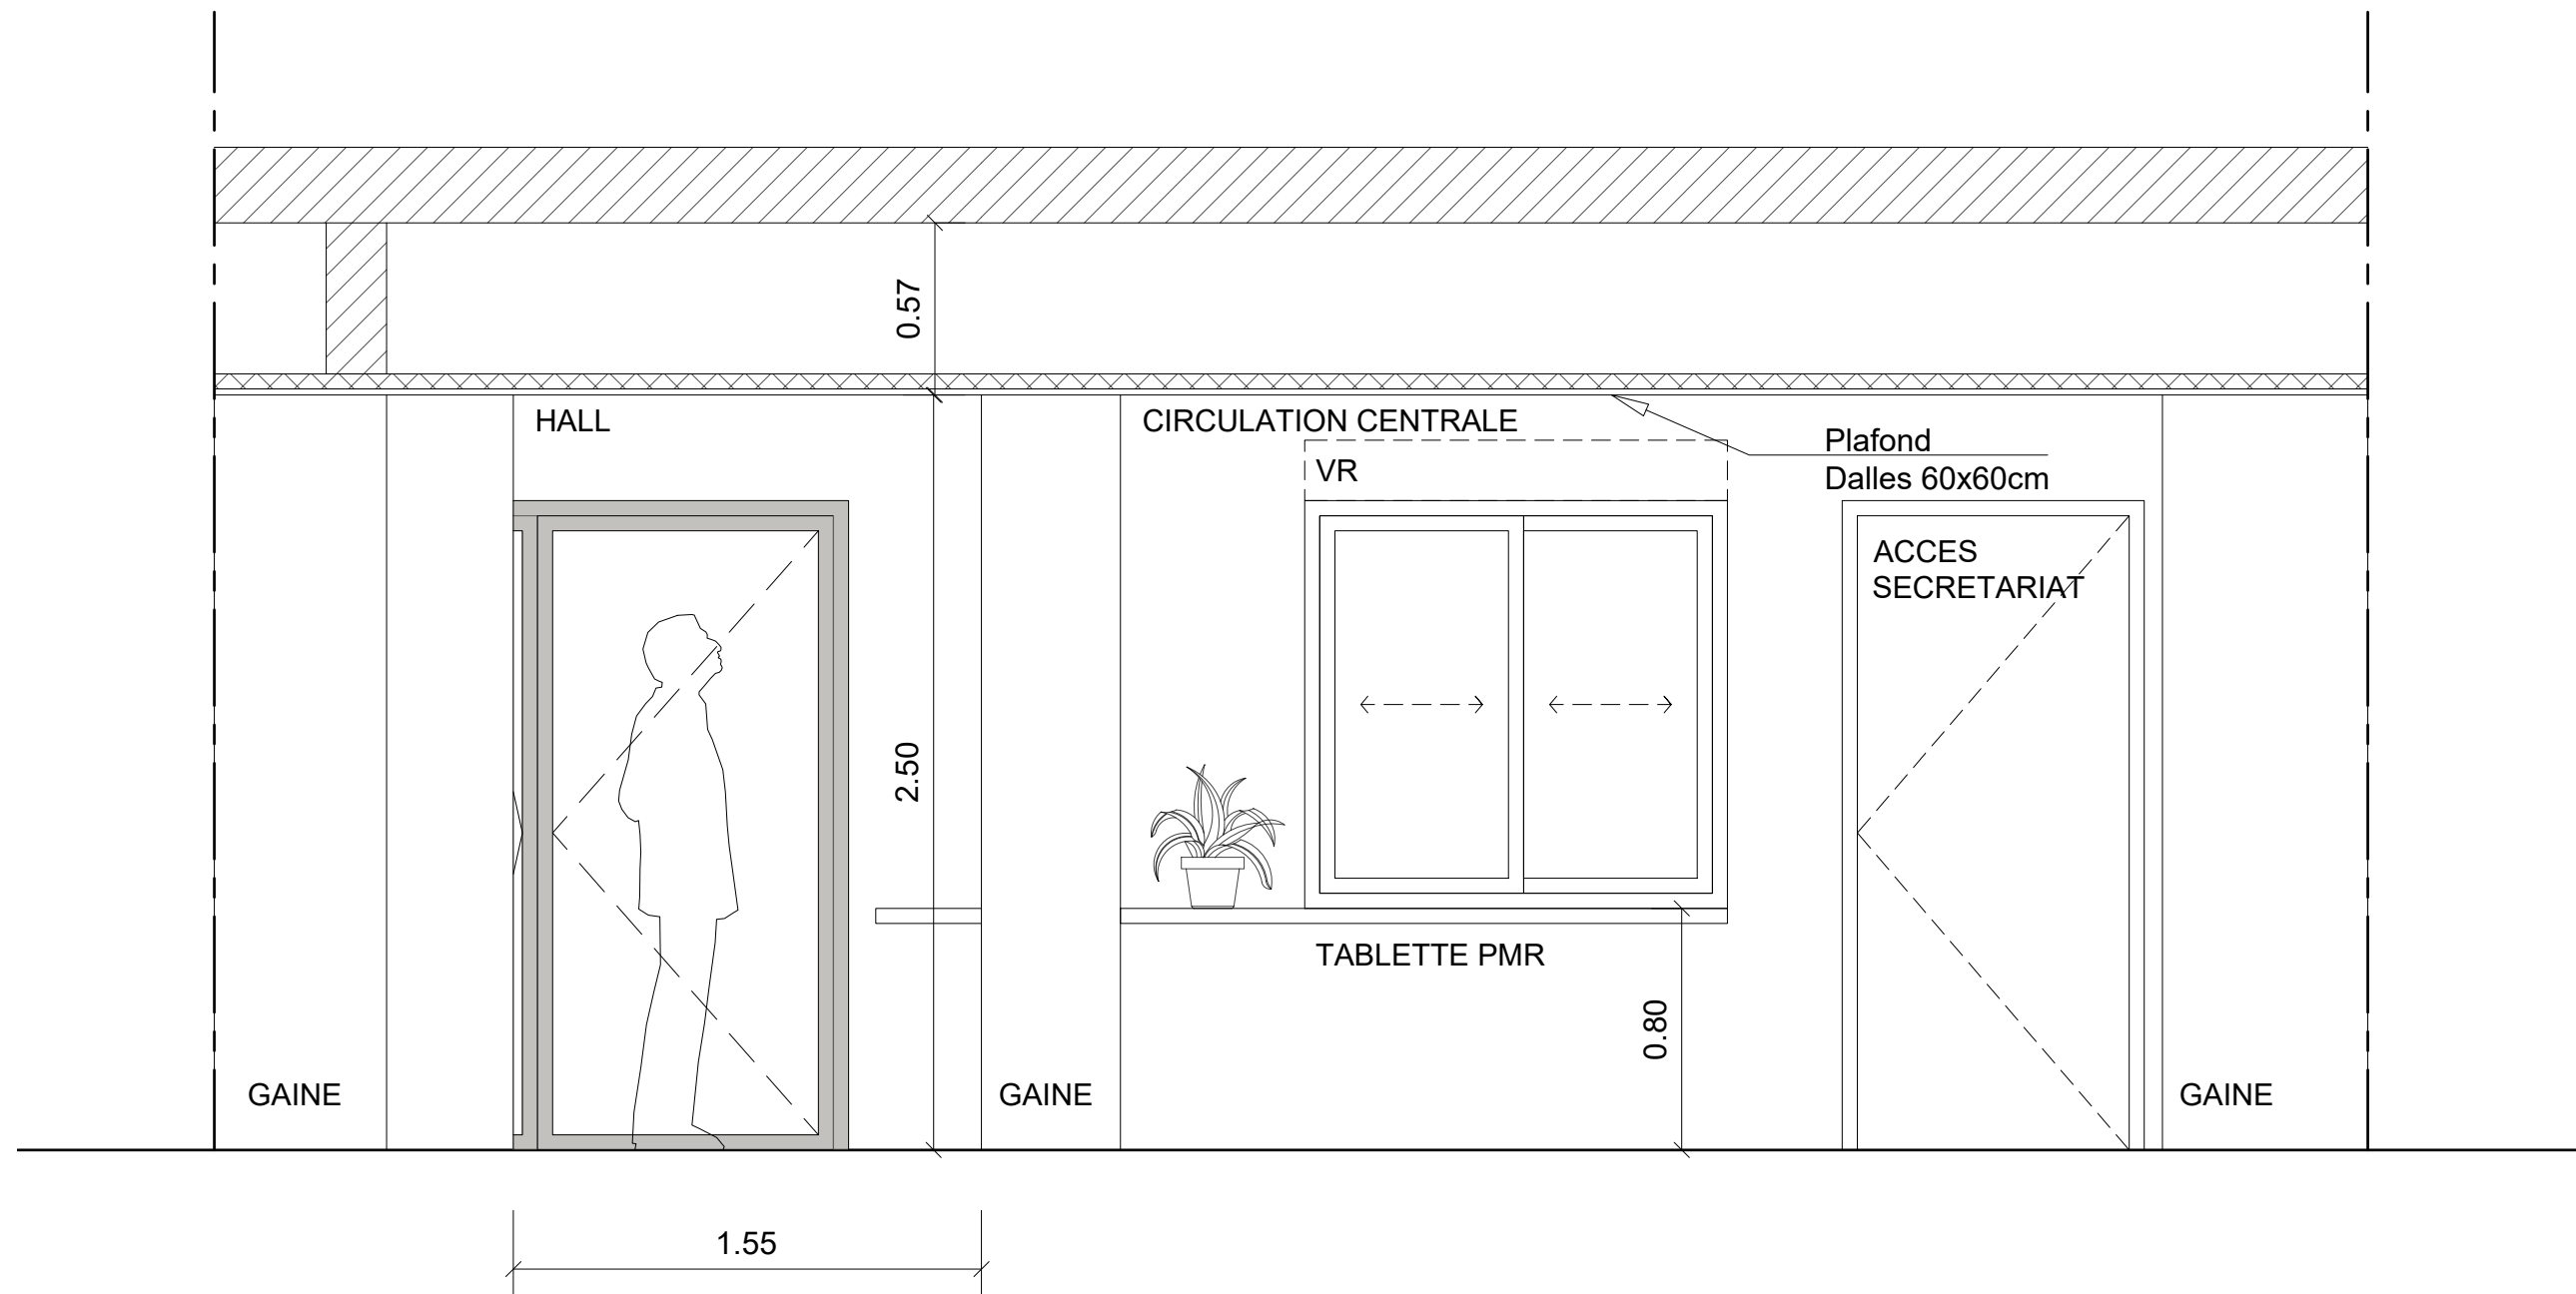 0.57
HALL
CIRCULATION CENTRALE
Plafond
Dalles 60x60cm
VR
ACCES
SECRETARIAT
2.50
TABLETTE PMR
0.80
GAINE
GAINE
GAINE
1.55